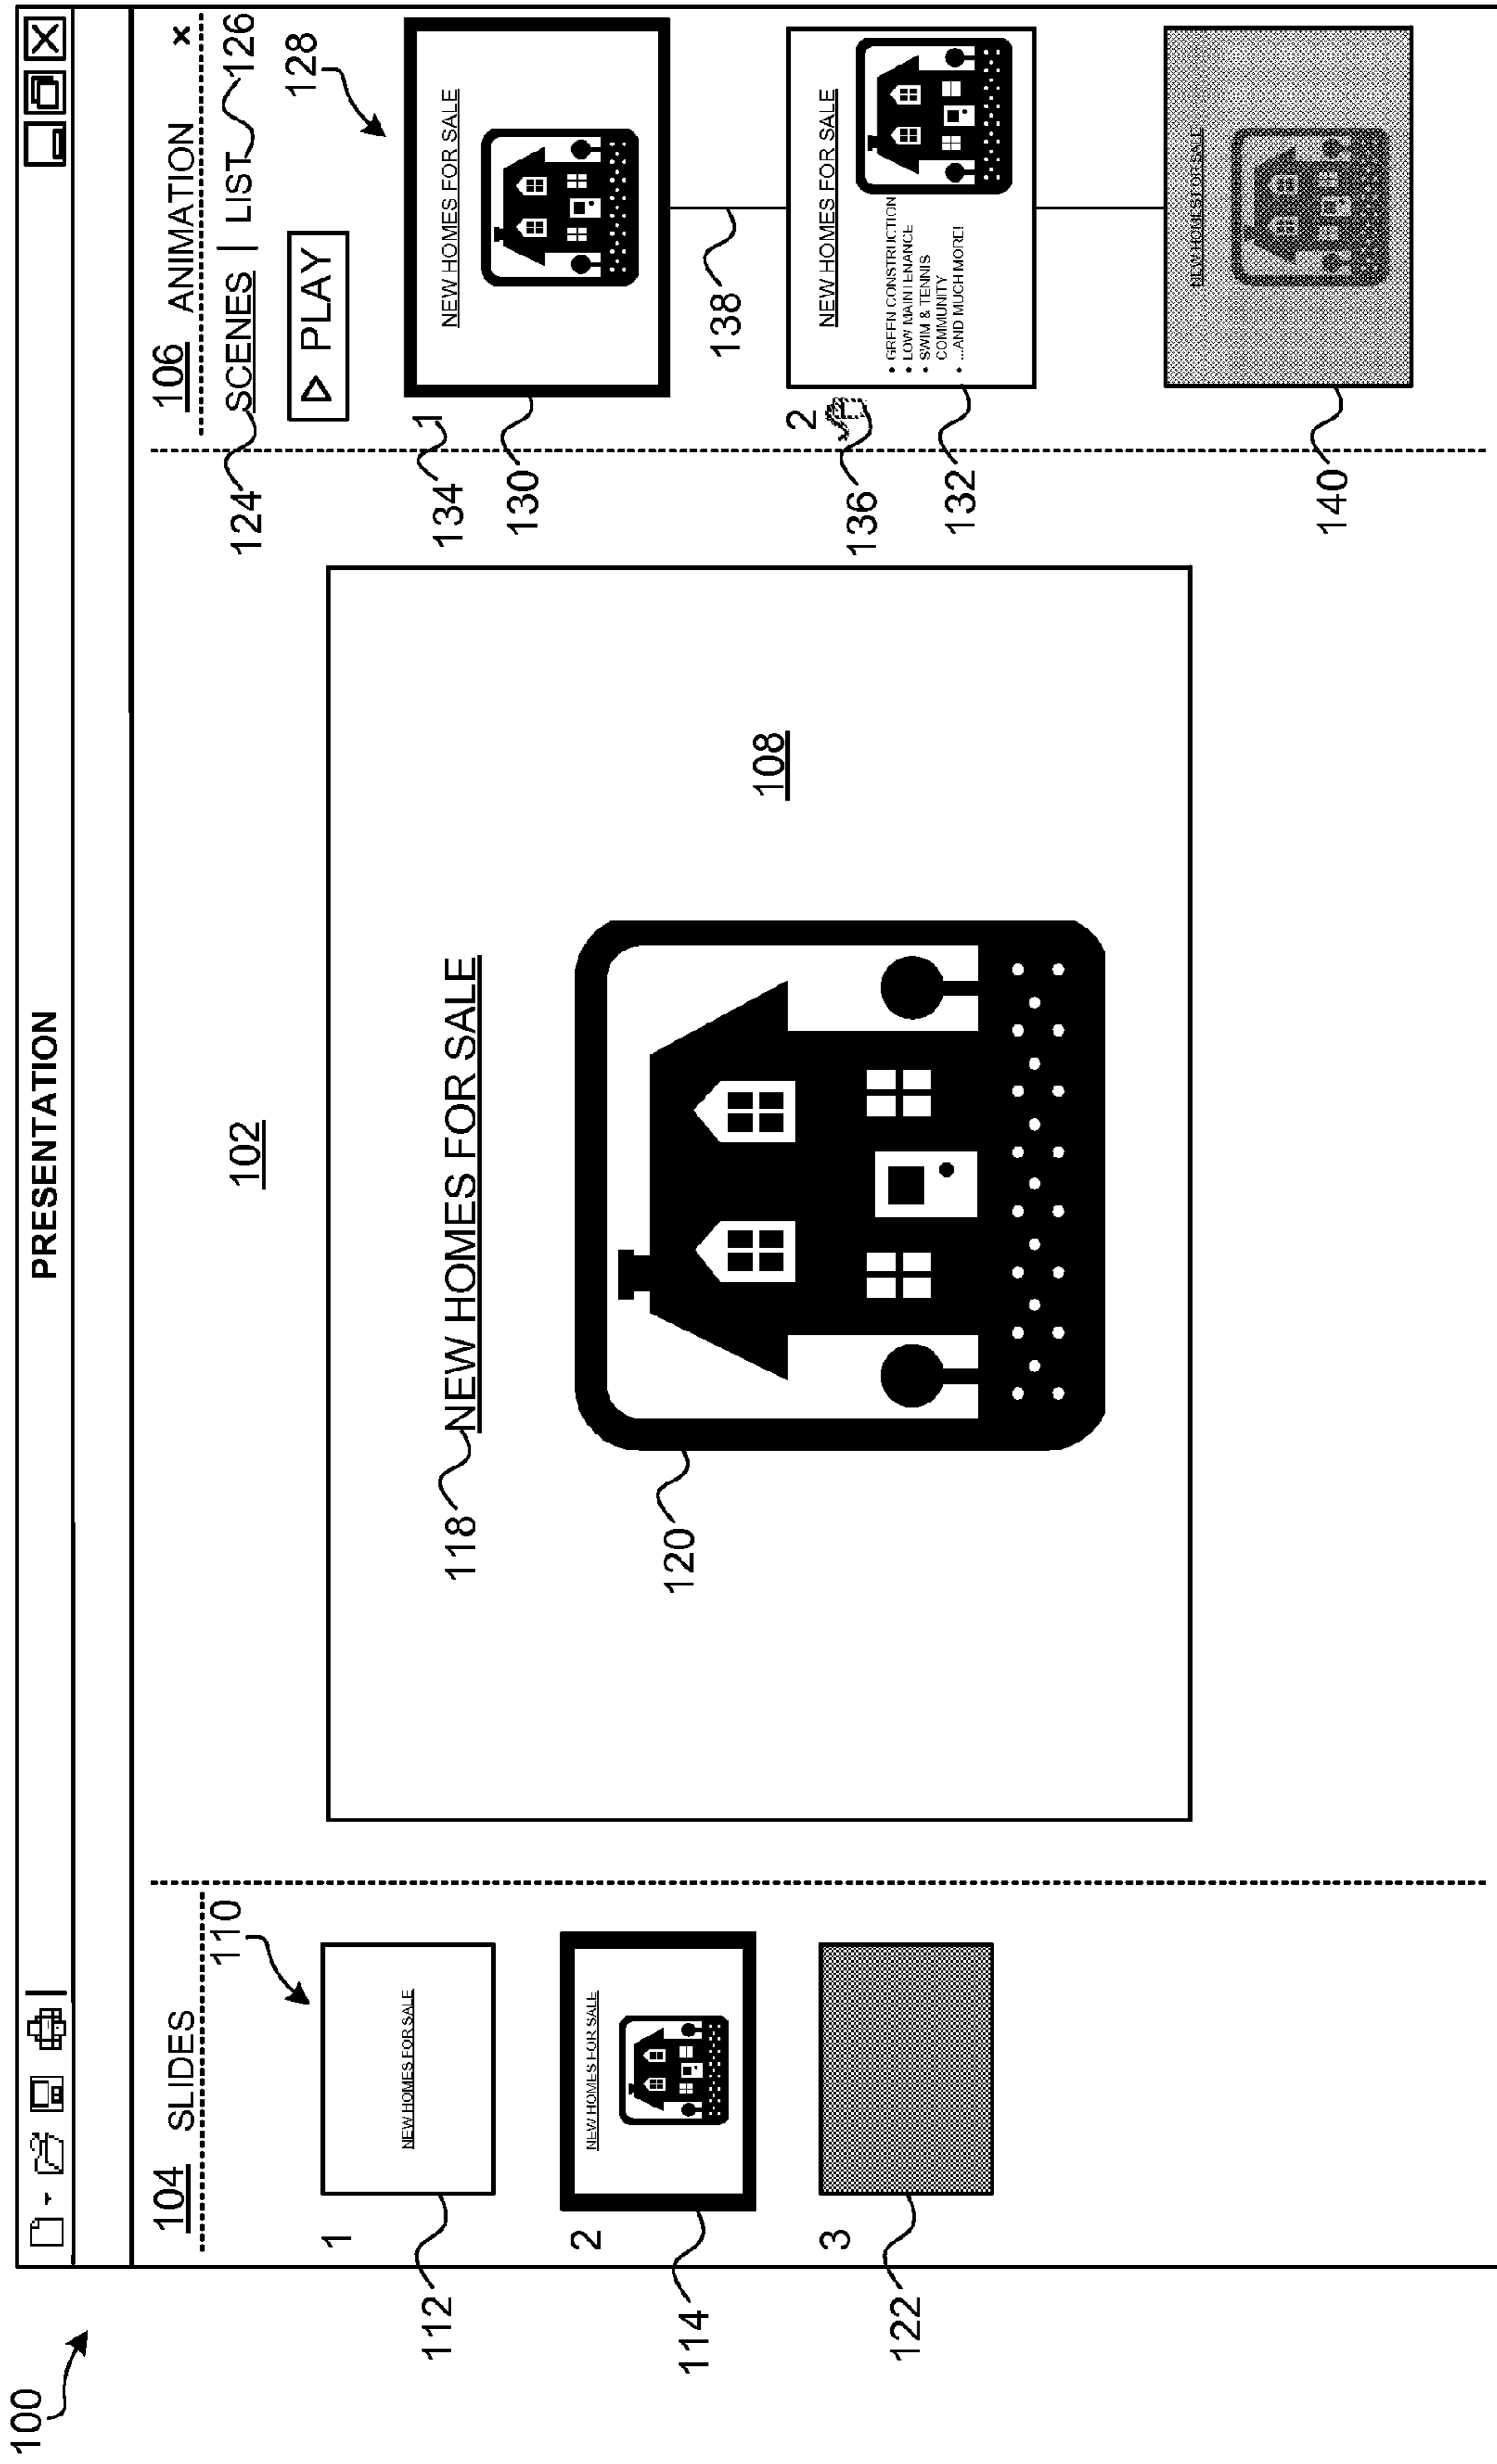 100
PRESENTATION
104 SLIDES
110
1
NEW HOMES FOR SALE
112
2
NEW HOMES FOR SALE
114
3
122
102
118
NEW HOMES FOR SALE
120
108
106 ANIMATION
x
124
SCENES | LIST
126
PLAY
128
134
1
NEW HOMES FOR SALE
130
138
2
136
NEW HOMES FOR SALE
• GREEN CONSTRUCTION
• LOW MAINTENANCE
• SWIM & TENNIS
COMMUNITY
• ...AND MUCH MORE!
132
NEW HOMES FOR SALE
140